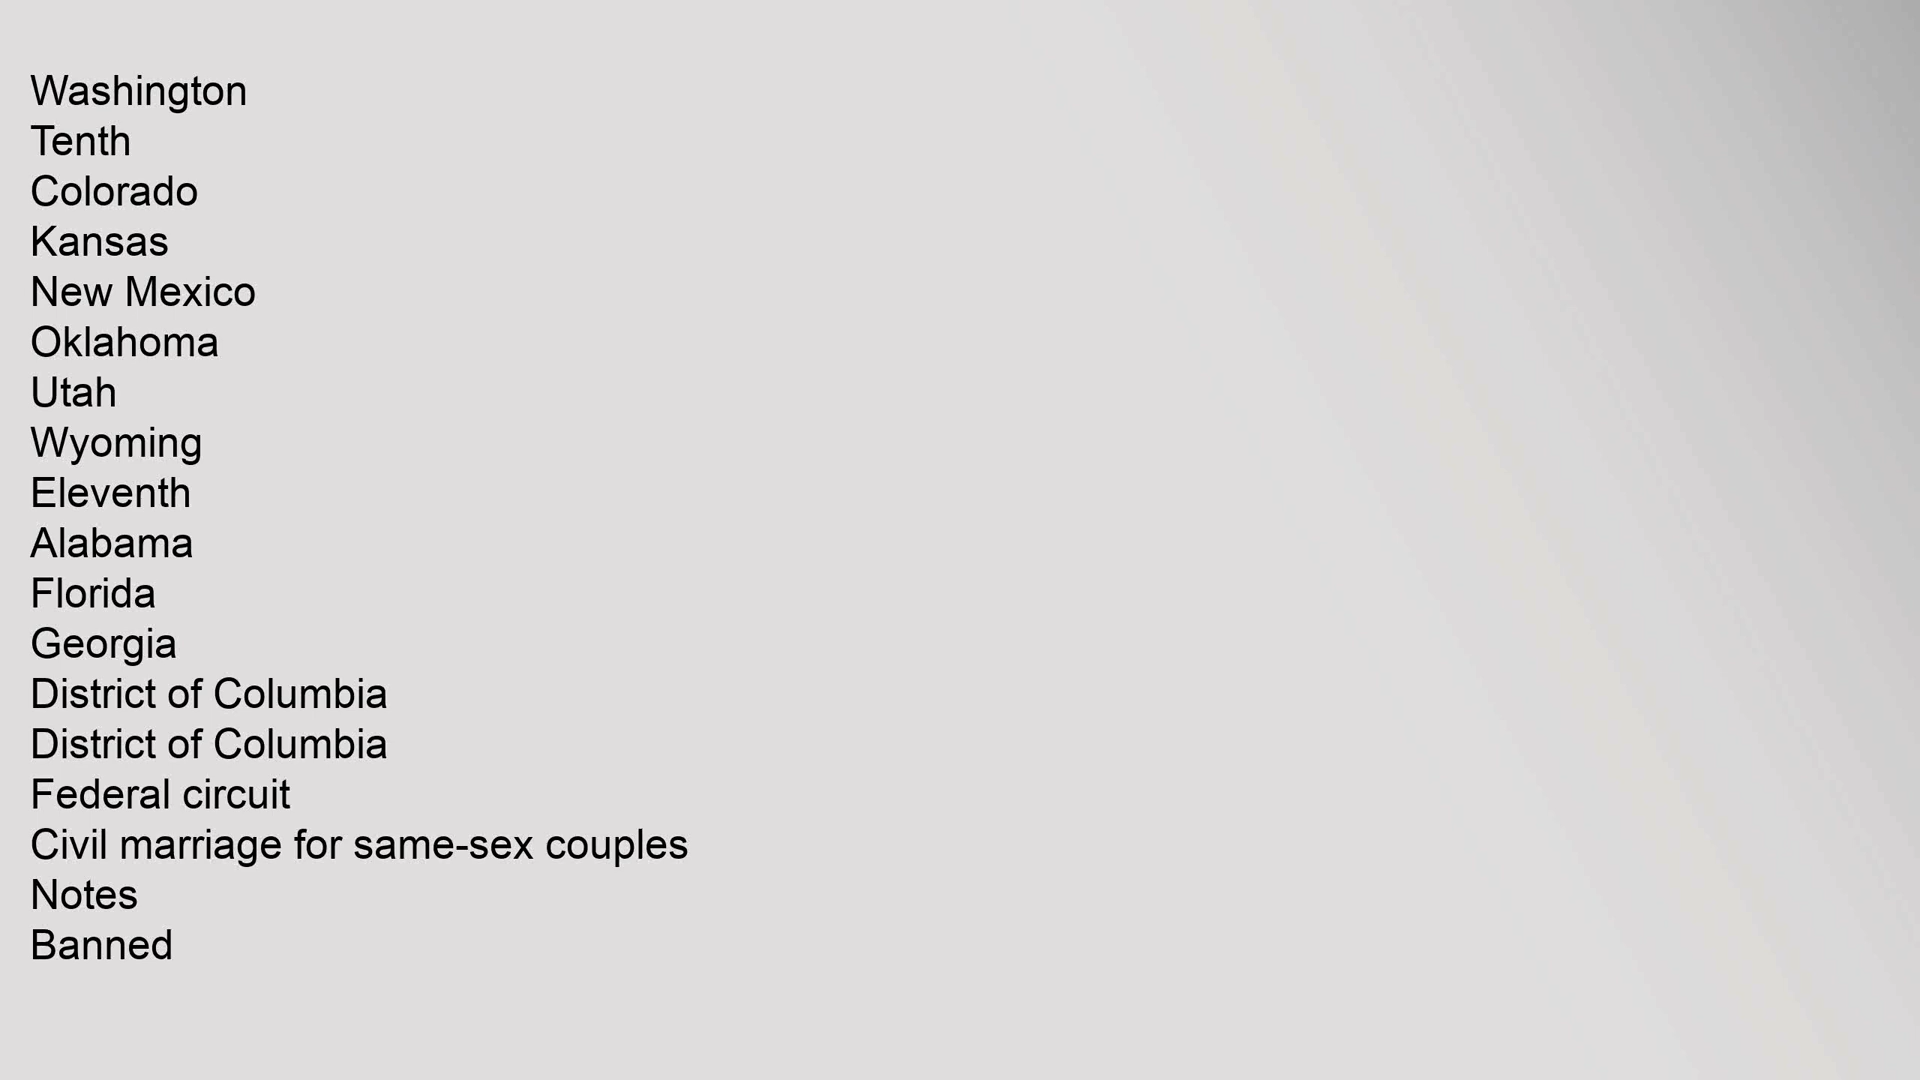 Washington
Tenth
Colorado
Kansas
New Mexico
Oklahoma
Utah
Wyoming
Eleventh
Alabama
Florida
Georgia
District of Columbia
District of Columbia
Federal circuit
Civil marriage for same-sex couples
Notes
Banned